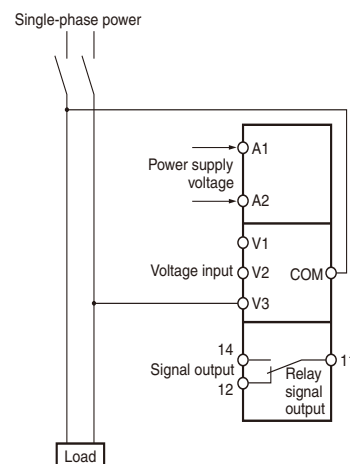 Single-phase power
A1
Power supply
voltage
A2
V1
Voltage input V2 COM
V3
14
Signal output
12
Relay
signal
output
Load